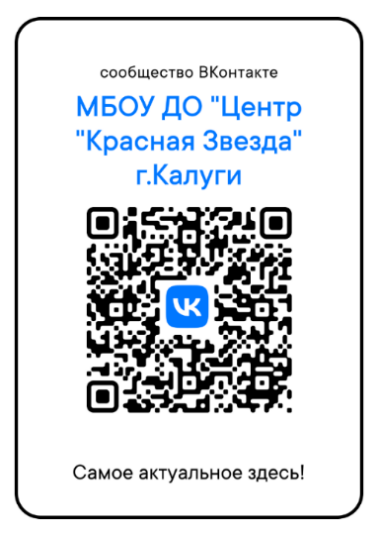 сообщество ВКонтакте
МБОУ ДО "Центр
"Красная Звезда"
г.Калуги
Самое актуальное здесь!